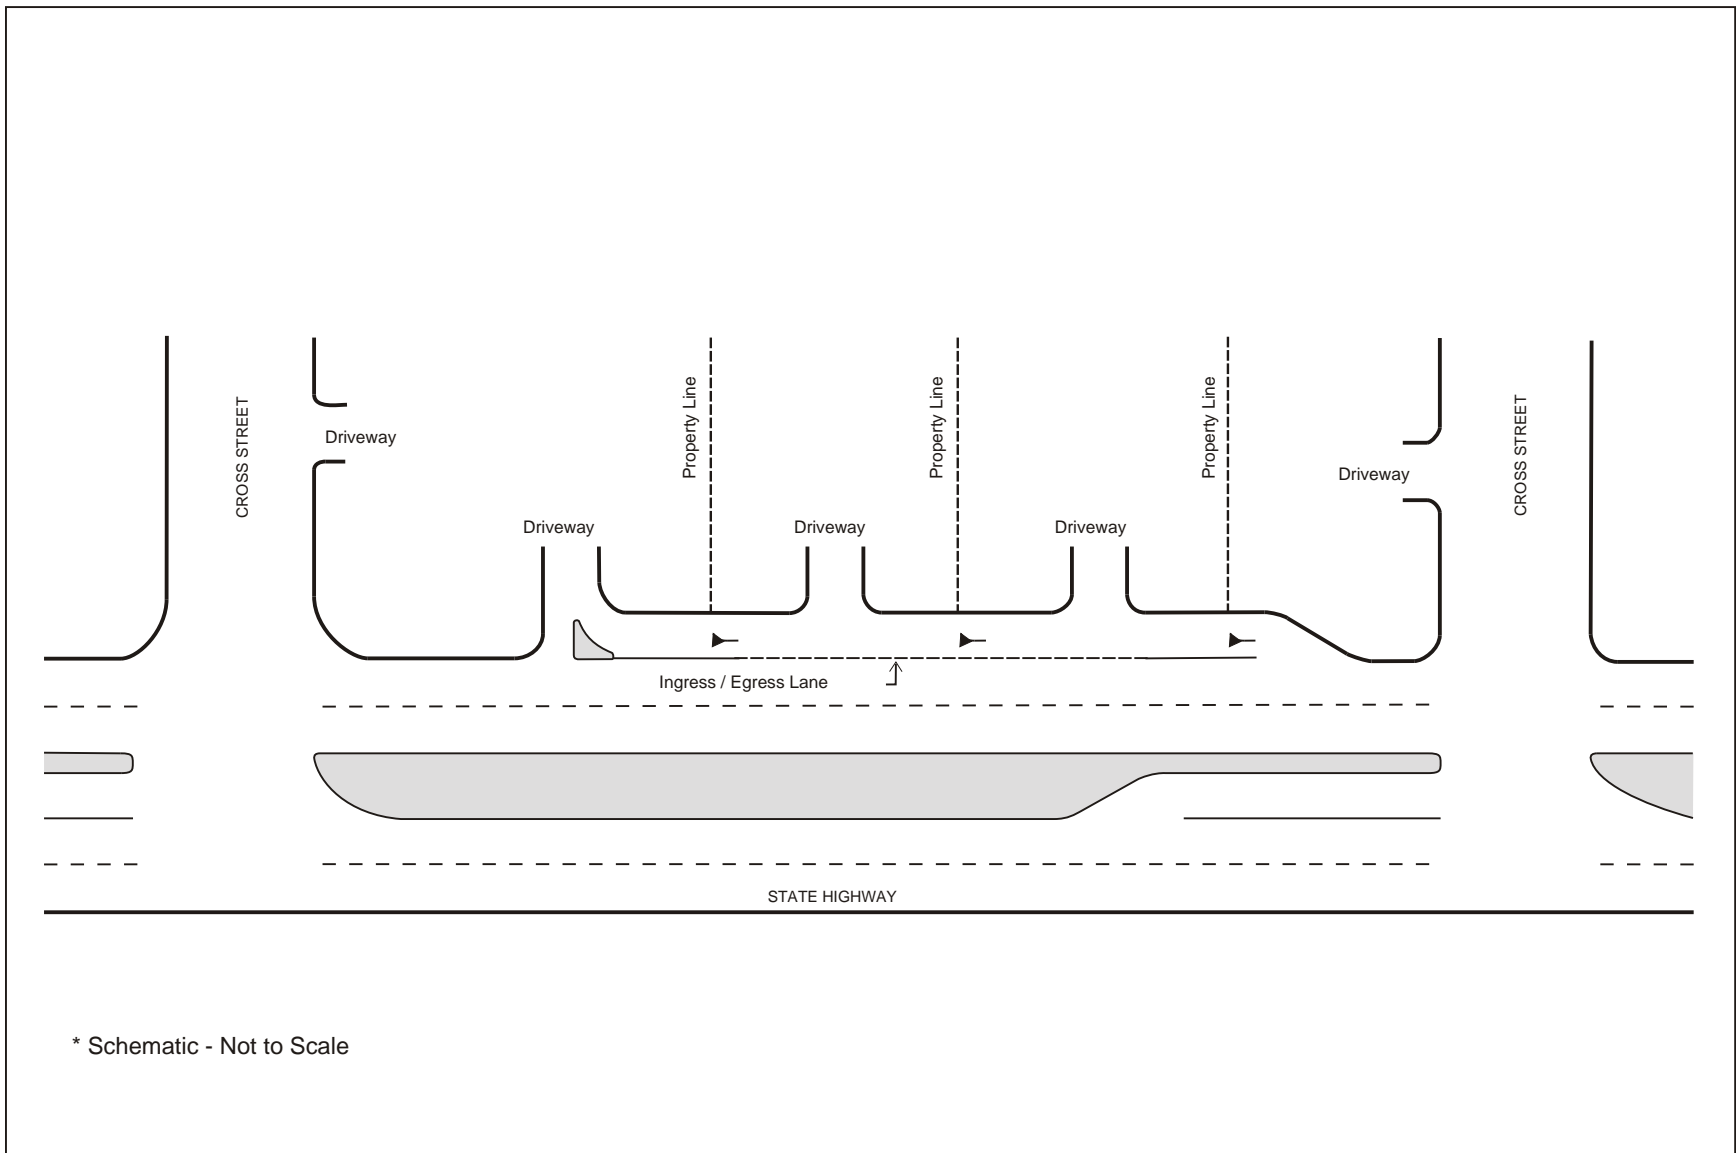 CROSS STREET
Driveway
Property Line
Property Line
Property Line
Driveway
CROSS STREET
Driveway
Driveway
Driveway
Ingress / Egress Lane
STATE HIGHWAY
* Schematic - Not to Scale